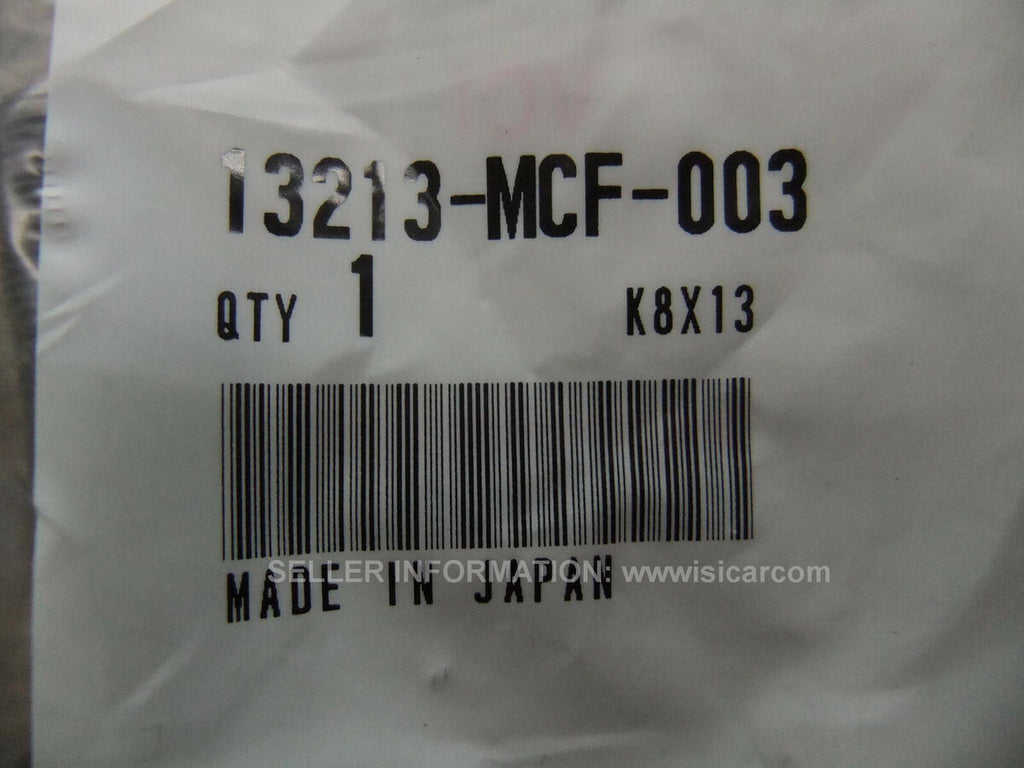 13213-MCF-003
QTY 1 K8X13
MADE IN JAPAN
SELLER INFORMATION: wwwisicarcom